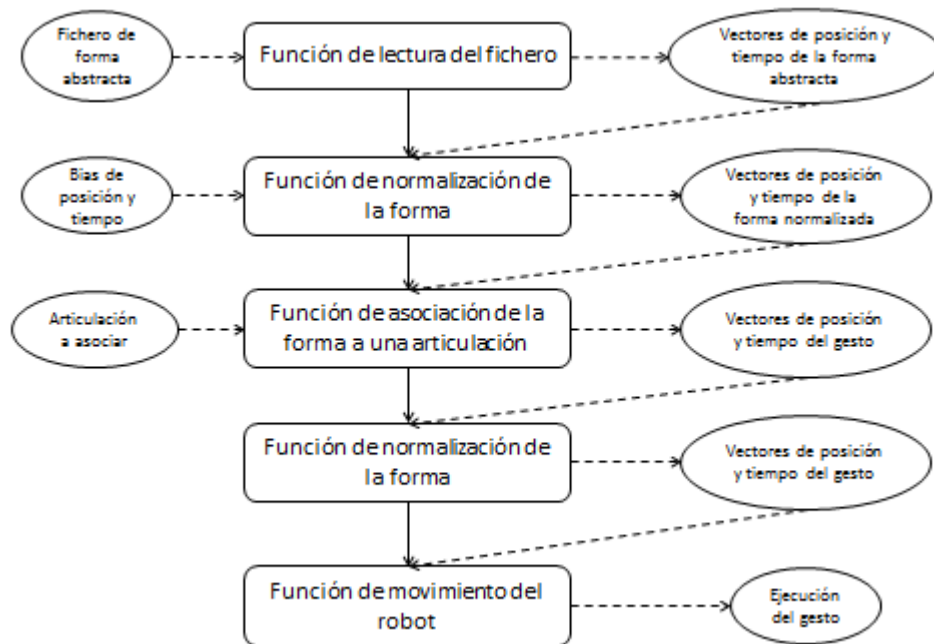 Fichero de
forma
abstracta
Función de lectura del fichero
Vectores de posición y
tiempo de la forma
abstracta
Bias de
posición y
tiempo
Función de normalización de
la forma
Vectores de posición
y tiempo de la
forma normalizada
Articulación
a asociar
Función de asociación de la
forma a una articulación
Vectores de posición
y tiempo del gesto
Función de normalización de
la forma
Vectores de posición
y tiempo del gesto
Función de movimiento del
robot
Ejecución
del gesto